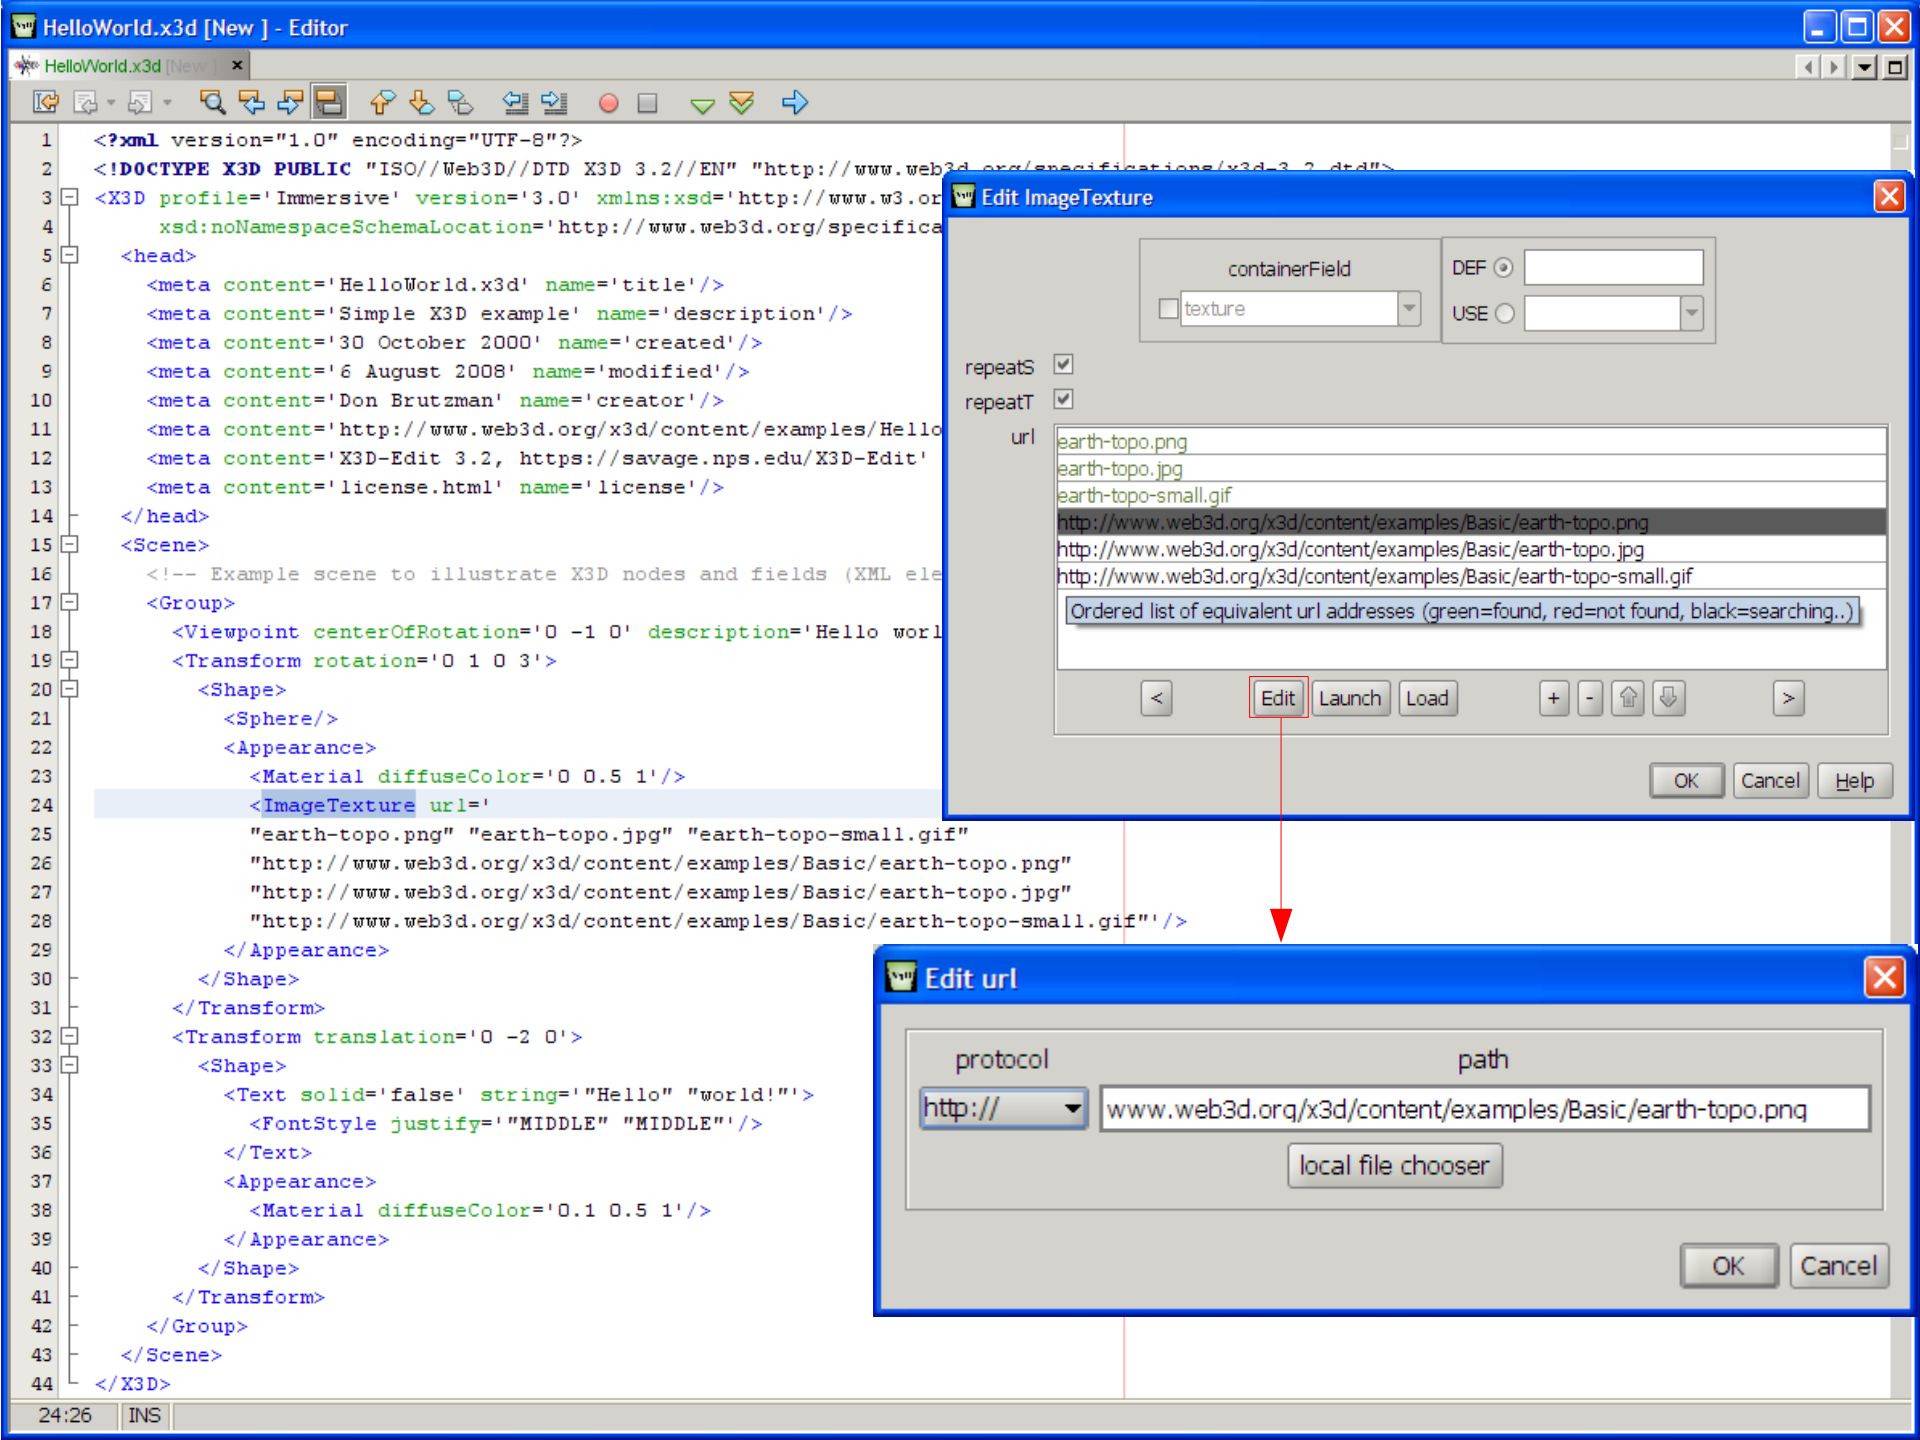 HelloWorld.x3d [New ] - Editor
HelloWorld.x3d [New ]
1 <?xml version="1.0" encoding="UTF-8"?>
2 <!DOCTYPE X3D PUBLIC "ISO//Web3D//DTD X3D 3.2//EN" "http://www.web3d.org/specifications/x3d-3.2.dtd">
3 <X3D profile='Immersive' version='3.0' xmlns:xsd='http://www.w3.or
4 xsd:noNamespaceSchemaLocation='http://www.web3d.org/specifica
5 <head>
6 <meta content='HelloWorld.x3d' name='title'/>
7 <meta content='Simple X3D example' name='description'/>
8 <meta content='30 October 2000' name='created'/>
9 <meta content='6 August 2008' name='modified'/>
10 <meta content='Don Brutzman' name='creator'/>
11 <meta content='http://www.web3d.org/x3d/content/examples/Hello
12 <meta content='X3D-Edit 3.2, https://savage.nps.edu/X3D-Edit'
13 <meta content='license.html' name='license'/>
14 </head>
15 <Scene>
16 <!-- Example scene to illustrate X3D nodes and fields (XML ele
17 <Group>
18 <Viewpoint centerOfRotation='0 -1 0' description='Hello worl
19 <Transform rotation='0 1 0 3'>
20 <Shape>
21 <Sphere/>
22 <Appearance>
23 <Material diffuseColor='0 0.5 1'/>
24 <ImageTexture url='
25 "earth-topo.png" "earth-topo.jpg" "earth-topo-small.gif"
26 "http://www.web3d.org/x3d/content/examples/Basic/earth-topo.png"
27 "http://www.web3d.org/x3d/content/examples/Basic/earth-topo.jpg"
28 "http://www.web3d.org/x3d/content/examples/Basic/earth-topo-small.gif"'/>
29 </Appearance>
30 </Shape>
31 </Transform>
32 <Transform translation='0 -2 0'>
33 <Shape>
34 <Text solid='false' string='"Hello" "world!"'>
35 <FontStyle justify='"MIDDLE" "MIDDLE"'/>
36 </Text>
37 <Appearance>
38 <Material diffuseColor='0.1 0.5 1'/>
39 </Appearance>
40 </Shape>
41 </Transform>
42 </Group>
43 </Scene>
44 </X3D>
24:26 INS
Edit ImageTexture
containerField
texture
DEF
USE
repeatS
repeatT
url
earth-topo.png
earth-topo.jpg
earth-topo-small.gif
http://www.web3d.org/x3d/content/examples/Basic/earth-topo.png
http://www.web3d.org/x3d/content/examples/Basic/earth-topo.jpg
http://www.web3d.org/x3d/content/examples/Basic/earth-topo-small.gif
Ordered list of equivalent url addresses (green=found, red=not found, black=searching..)
< Edit Launch Load + - >
OK Cancel Help
Edit url
protocol path
http:// www.web3d.org/x3d/content/examples/Basic/earth-topo.png
local file chooser
OK Cancel